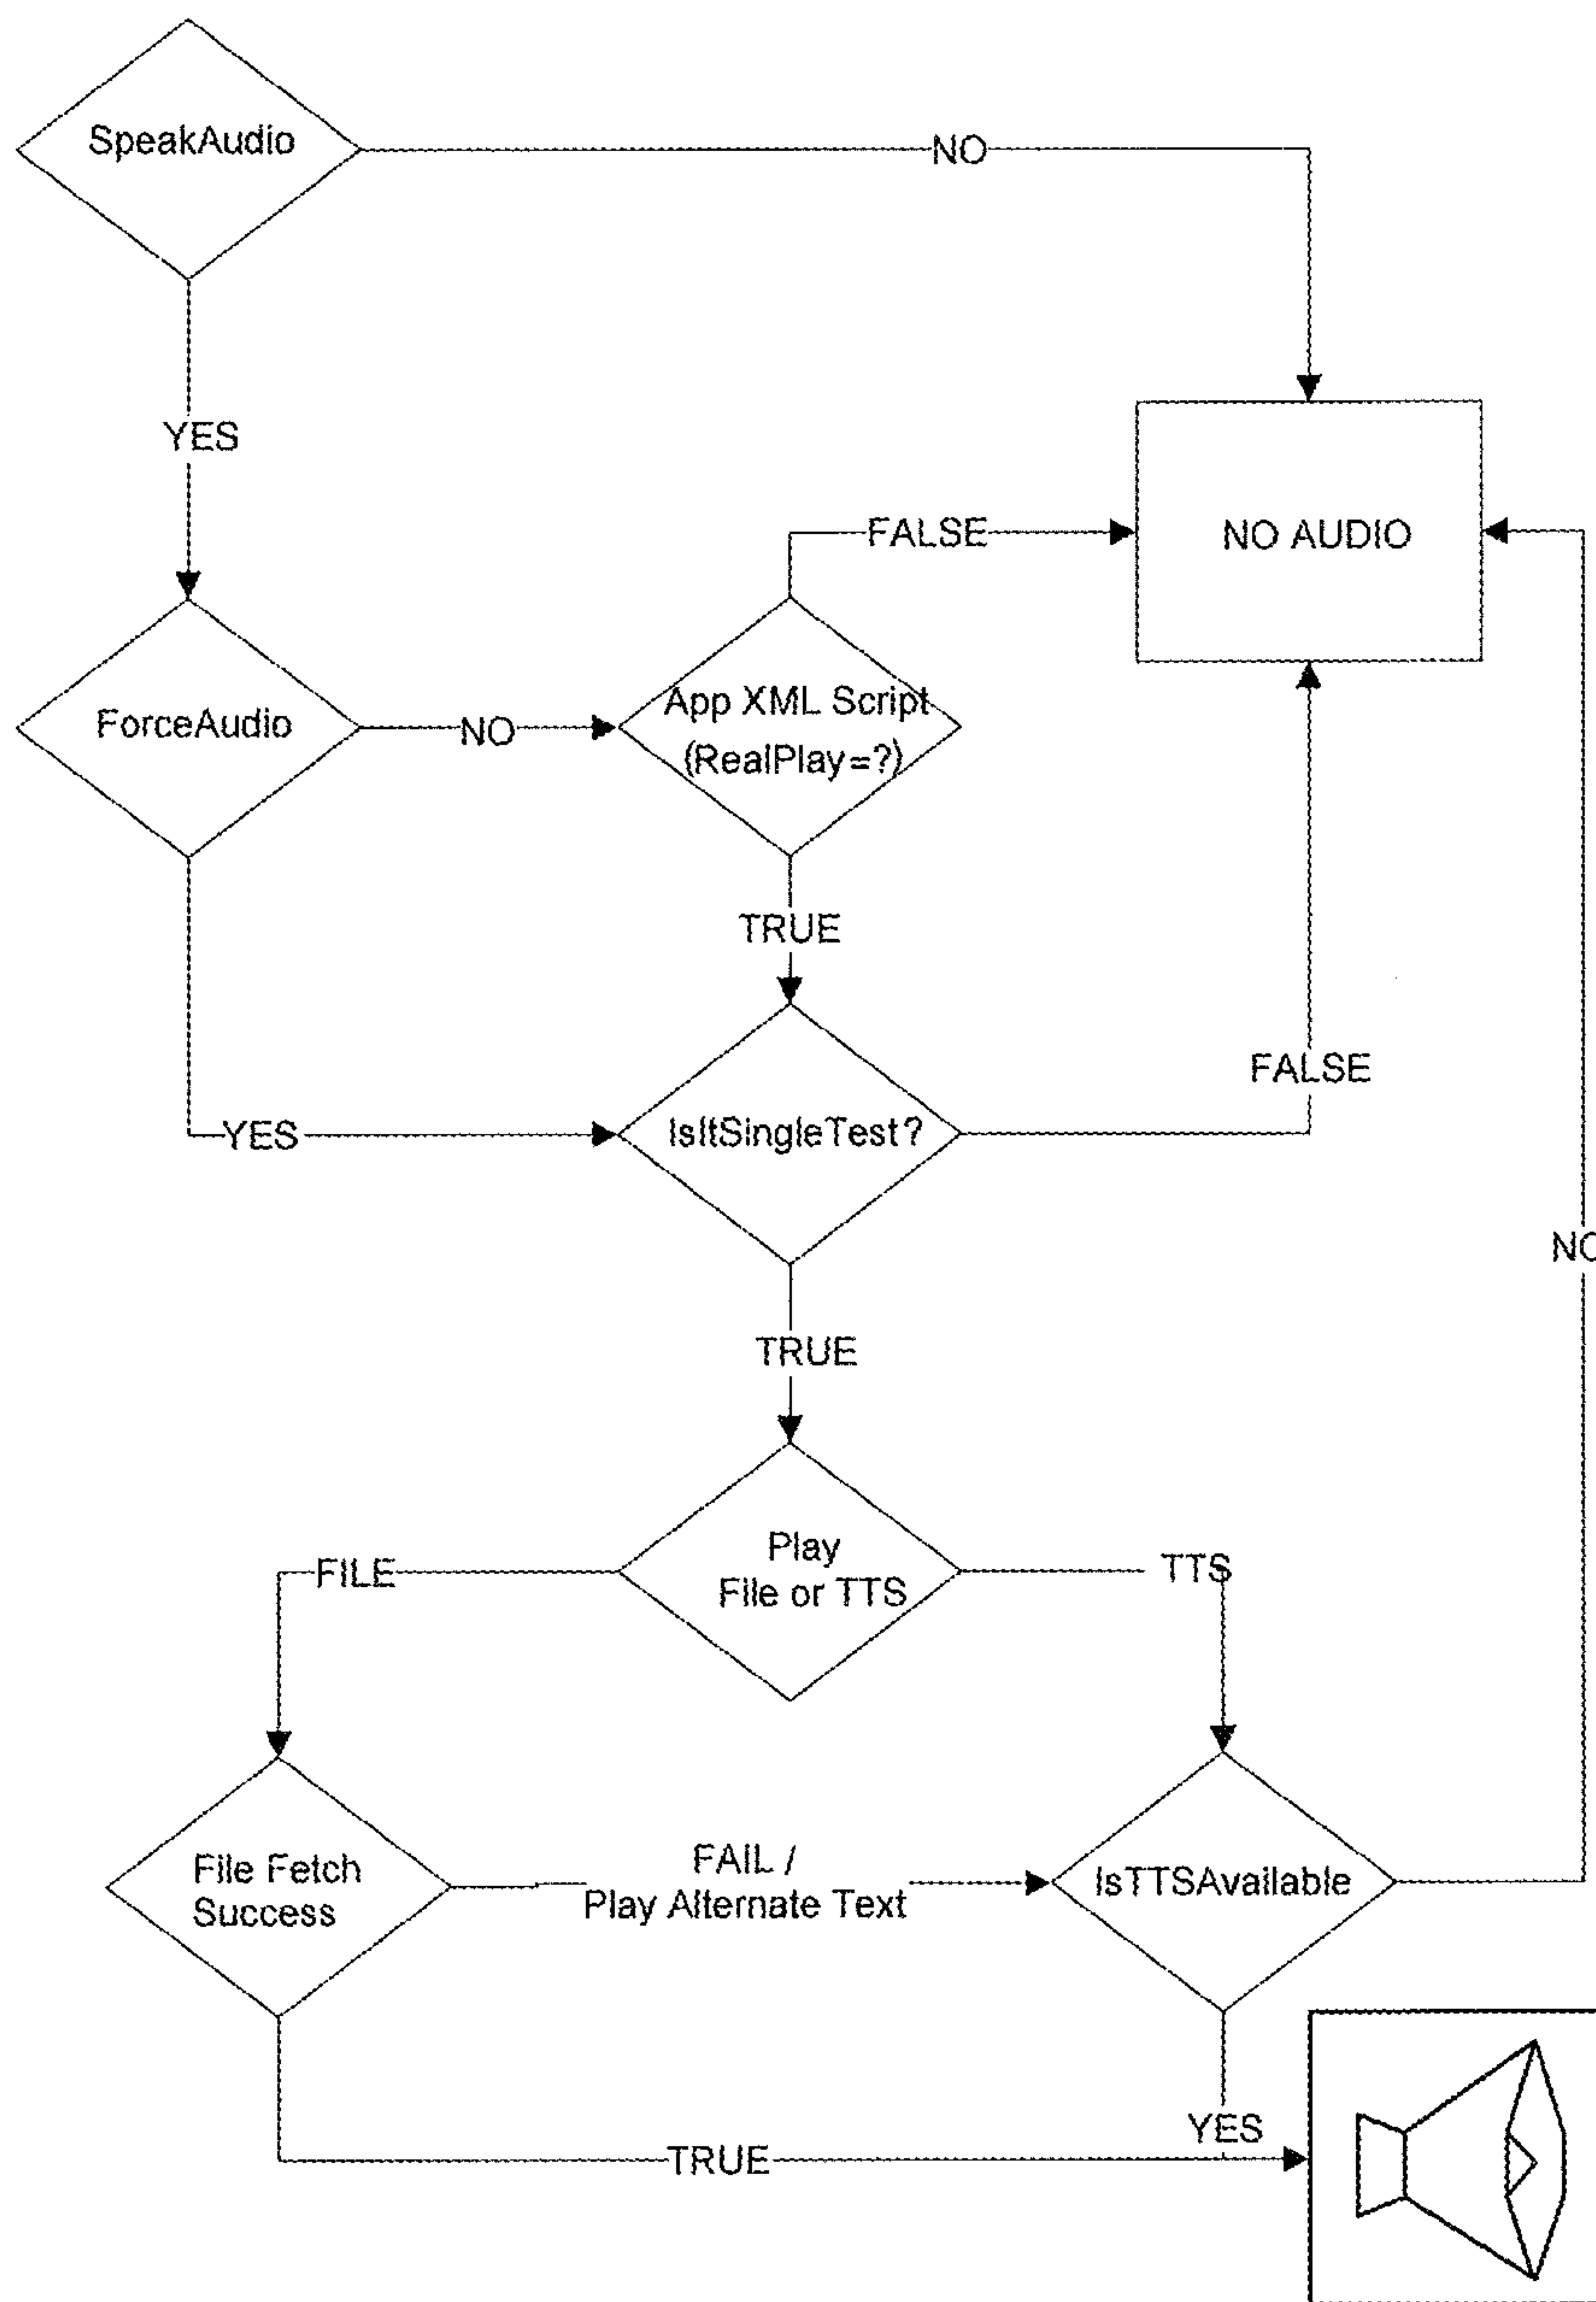 SpeakAudio
NO
YES
FALSE
NO AUDIO
ForceAudio
NO
App XML Script
(RealPlay=?)
TRUE
FALSE
YES
IsItSingleTest?
NO
TRUE
Play
File or TTS
FILE
TTS
File Fetch
Success
FAIL /
Play Alternate Text
IsTTSAvailable
YES
TRUE